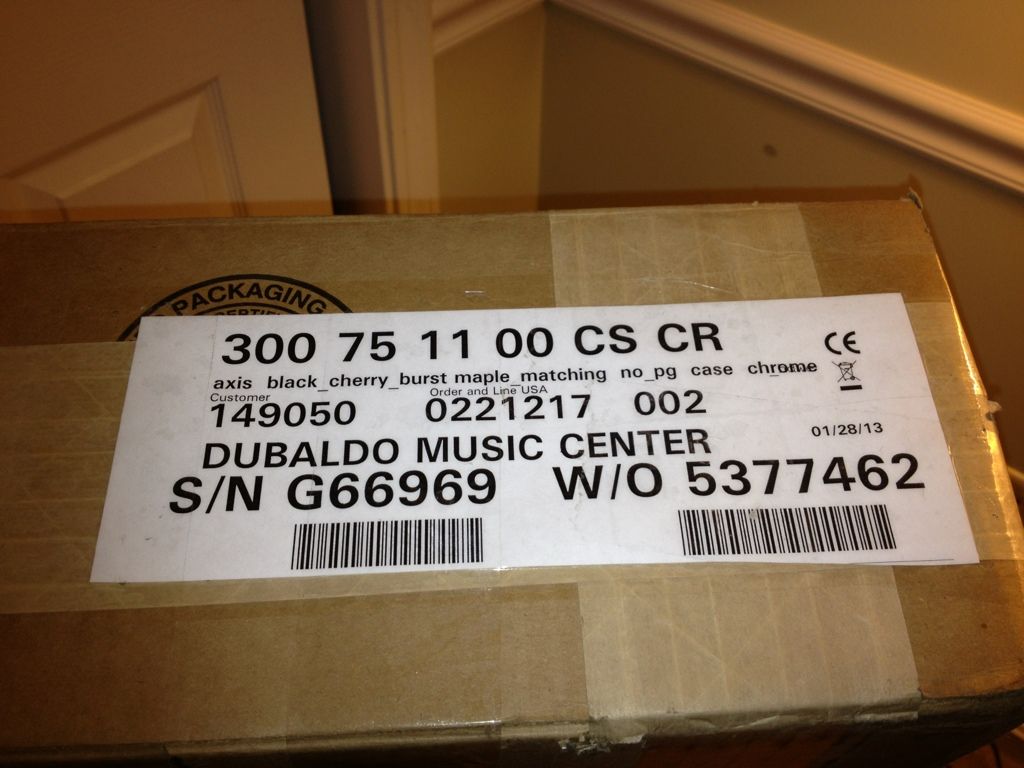 PACKAGING
300 75 11 00 CS CR
axis black_cherry_burst maple_matching no_pg case chrome
Customer Order and Line USA
149050 0221217 002
DUBALDO MUSIC CENTER 01/28/13
S/N G66969 W/O 5377462
CE